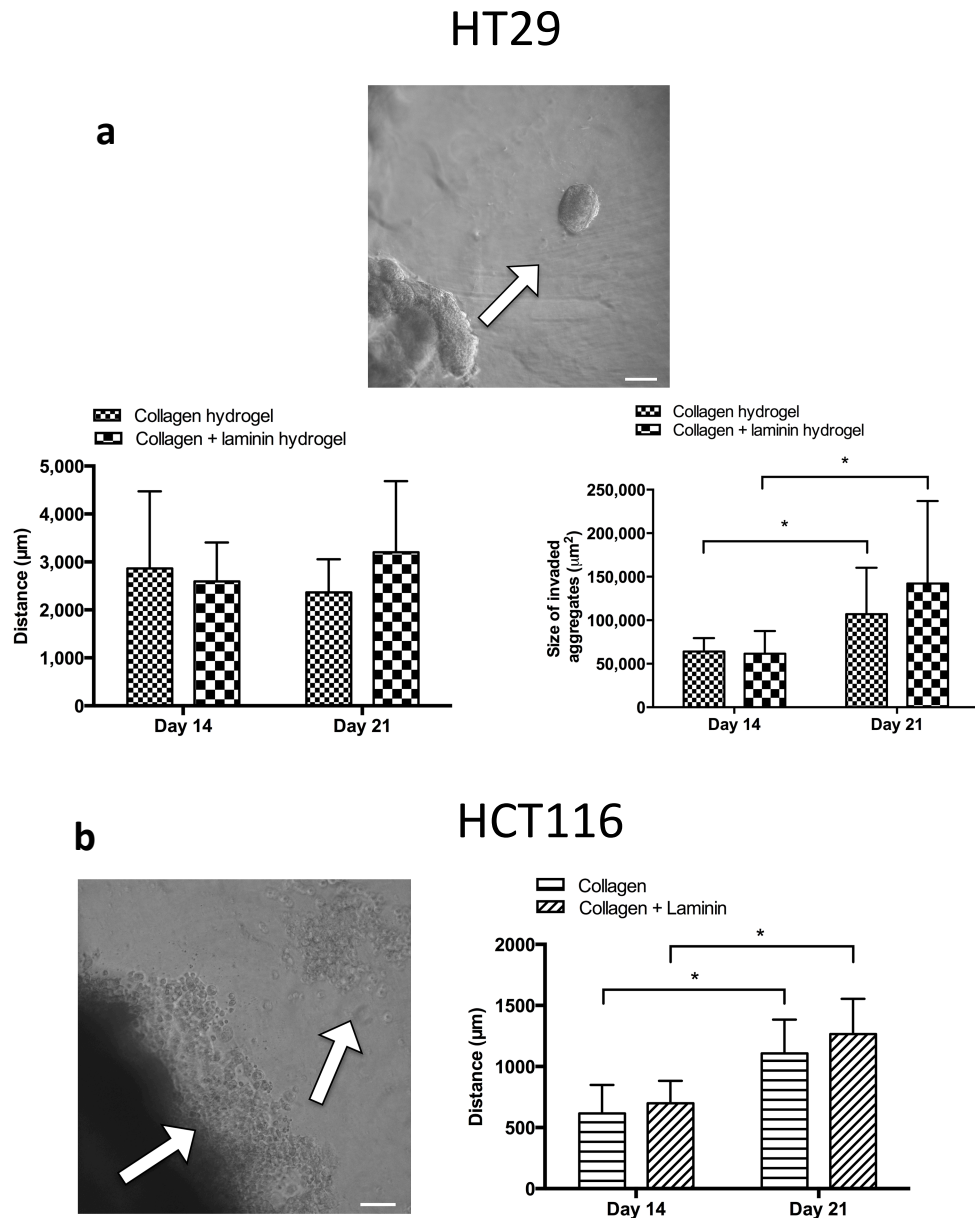 HT29
a
Collagen hydrogel
Collagen + laminin hydrogel
5,000
4,000
3,000
2,000
1,000
0
Distance (µm)
Day 14
Day 21
Collagen hydrogel
Collagen + laminin hydrogel
*
*
250,000
200,000
150,000
100,000
50,000
0
Size of invaded
aggregates (µm²)
Day 14
Day 21
b
HCT116
Collagen
Collagen + Laminin
*
*
2000
1500
1000
500
0
Distance (µm)
Day 14
Day 21